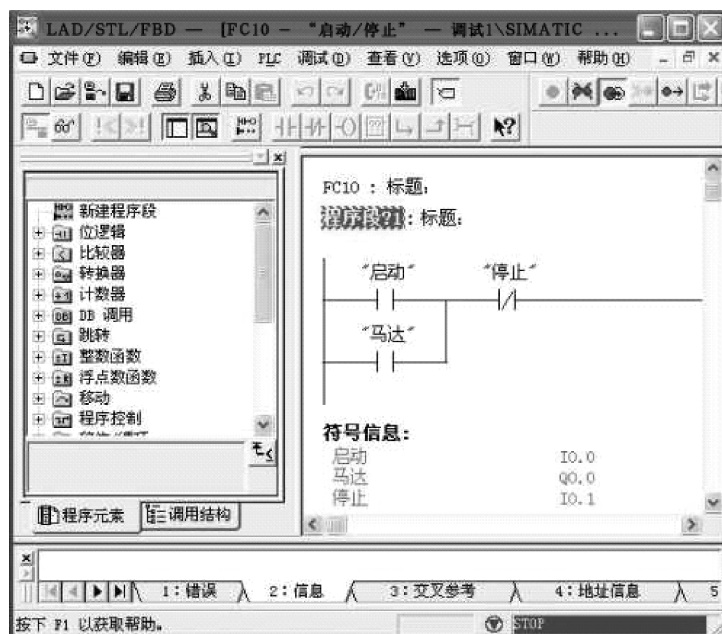 LAD/STL/FBD — [FC10 - “启动/停止” — 调试1\SIMATIC ...
文件(F) 编辑(E) 插入(I) PLC 调试(D) 查看(V) 选项(O) 窗口(W) 帮助(H)
新建程序段
位逻辑
比较器
转换器
计数器
DB 调用
跳转
整数函数
浮点数函数
移动
程序控制
程序元素 调用结构
FC10 : 标题:
程序段?1: 标题:
"启动" "停止"
"马达"
符号信息:
启动 I0.0
马达 Q0.0
停止 I0.1
1:错误 2:信息 3:交叉参考 4:地址信息 5
按下 F1 以获取帮助。 STOP